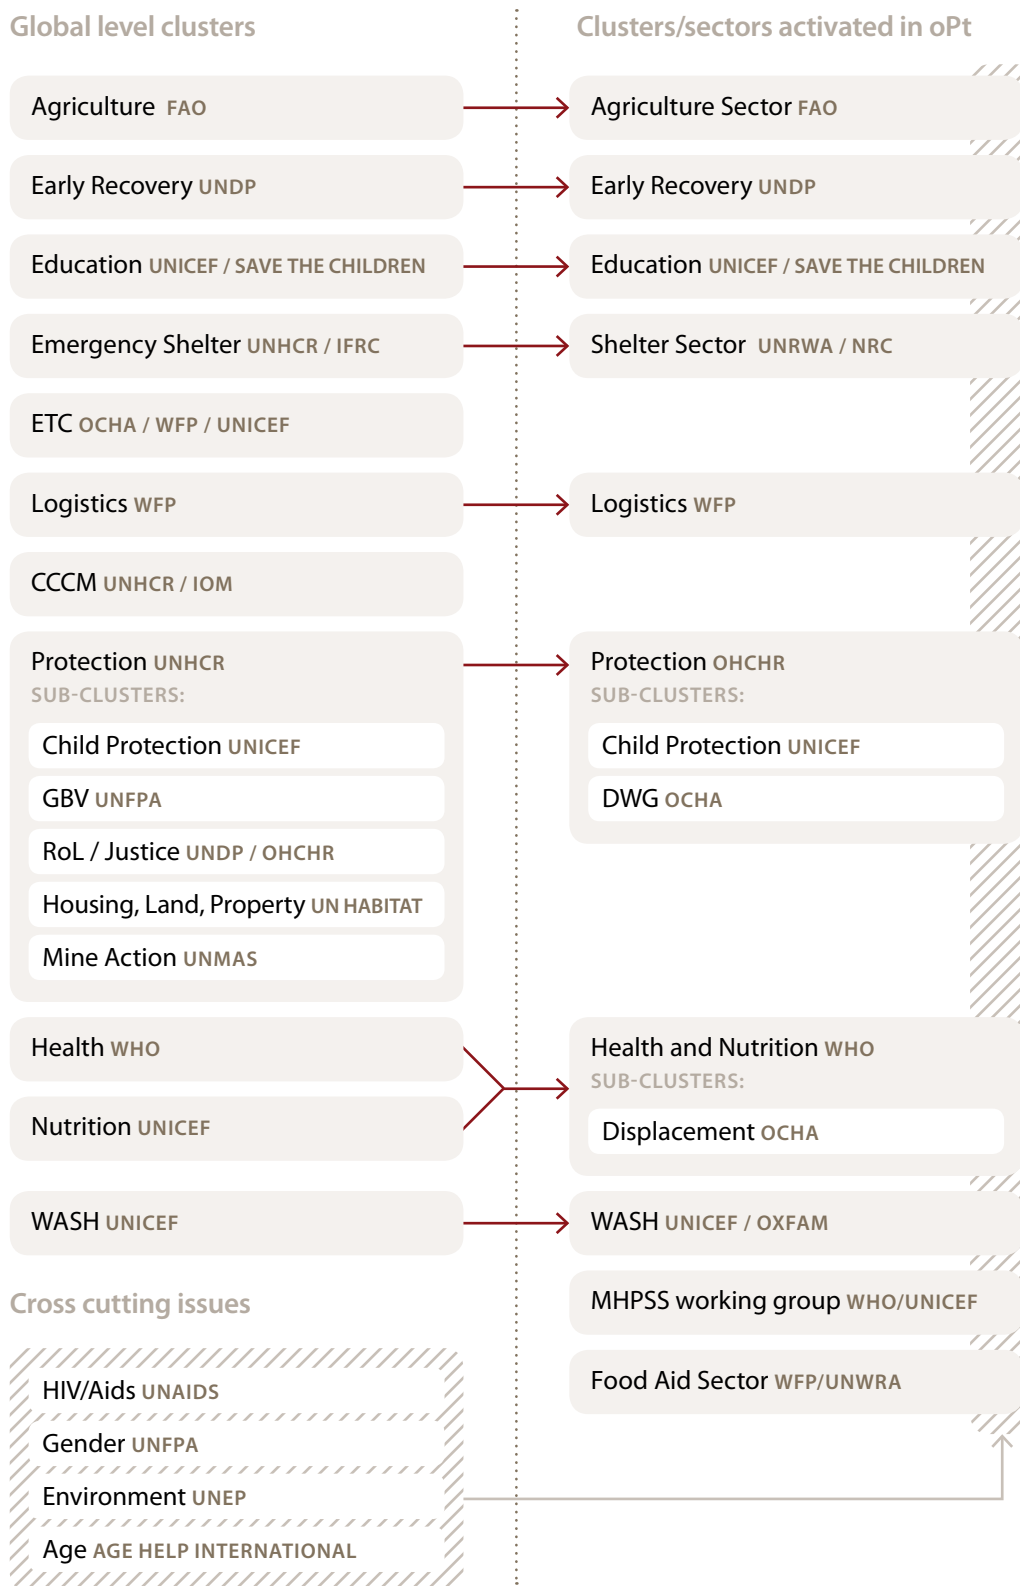 Global level clusters
Agriculture FAO
Early Recovery UNDP
Education UNICEF / SAVE THE CHILDREN
Emergency Shelter UNHCR / IFRC
ETC OCHA / WFP / UNICEF
Logistics WFP
CCCM UNHCR / IOM
Protection UNHCR
SUB-CLUSTERS:
Child Protection UNICEF
GBV UNFPA
RoL / Justice UNDP / OHCHR
Housing, Land, Property UN HABITAT
Mine Action UNMAS
Health WHO
Nutrition UNICEF
WASH UNICEF
Cross cutting issues
HIV/Aids UNAIDS
Gender UNFPA
Environment UNEP
Age AGE HELP INTERNATIONAL
Clusters/sectors activated in oPt
Agriculture Sector FAO
Early Recovery UNDP
Education UNICEF / SAVE THE CHILDREN
Shelter Sector UNRWA / NRC
Logistics WFP
Protection OHCHR
SUB-CLUSTERS:
Child Protection UNICEF
DWG OCHA
Health and Nutrition WHO
SUB-CLUSTERS:
Displacement OCHA
WASH UNICEF / OXFAM
MHPSS working group WHO/UNICEF
Food Aid Sector WFP/UNWRA